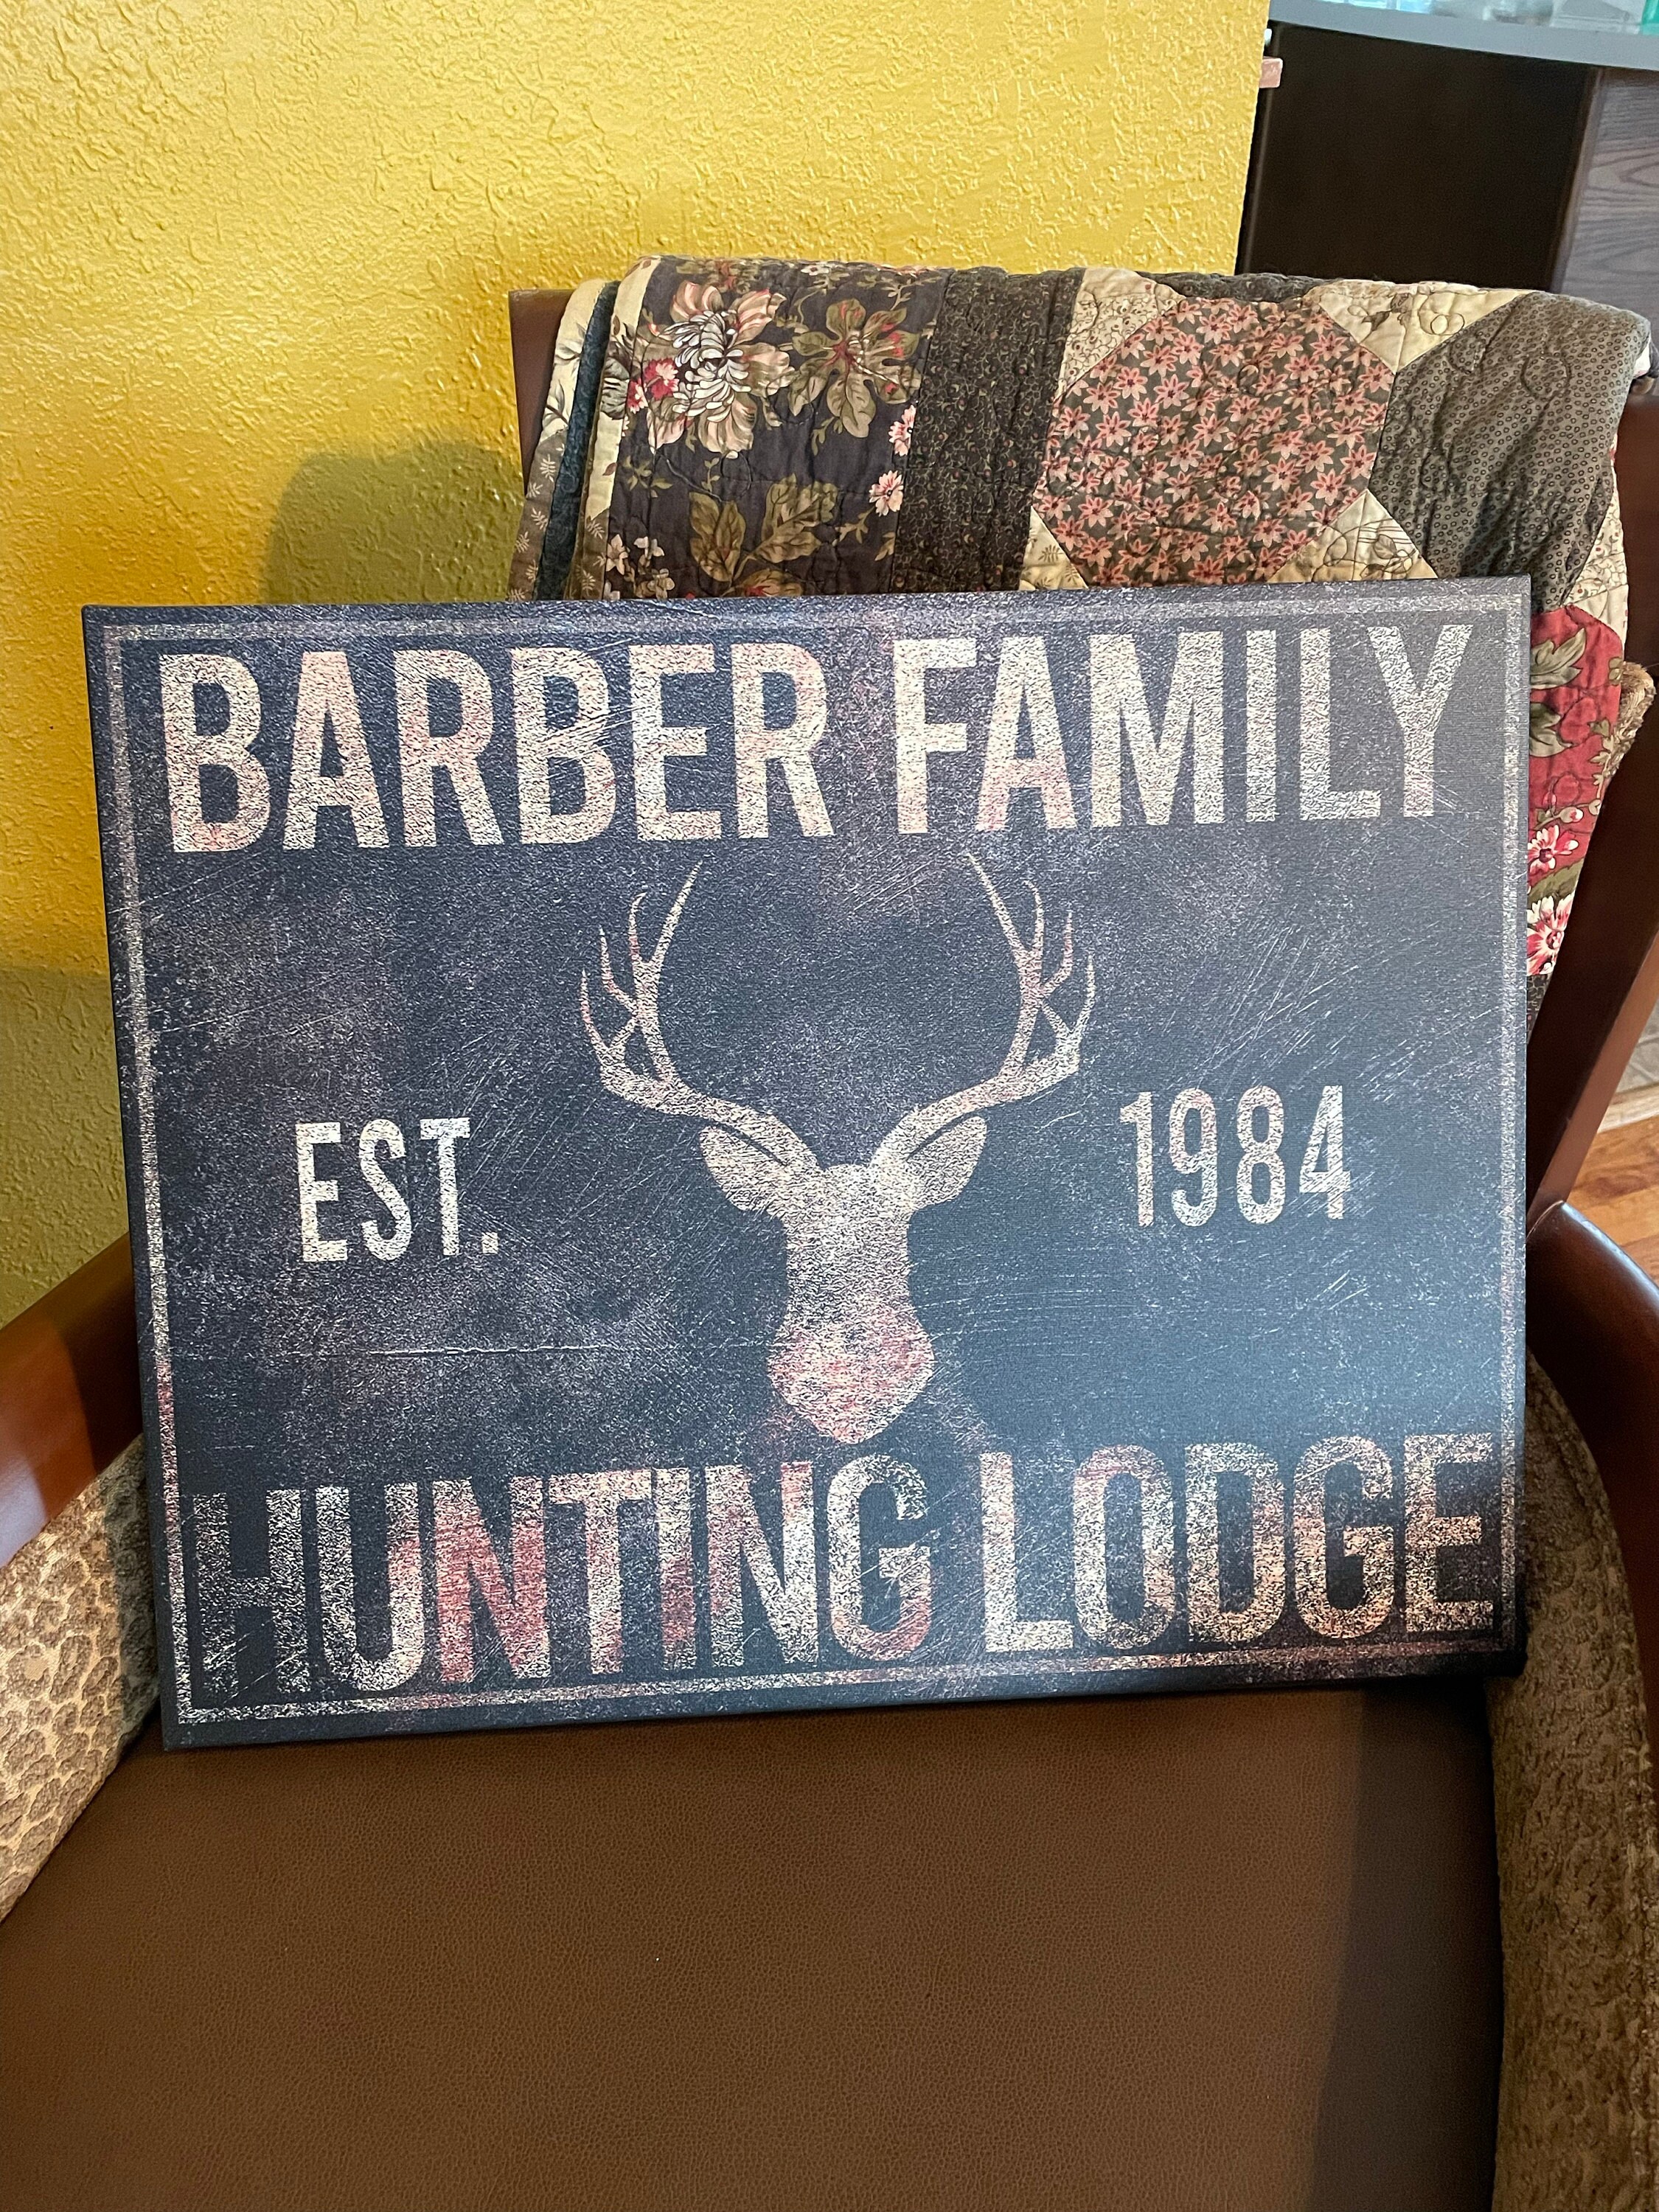 BARBER FAMILY
EST. 1984
HUNTING LODGE